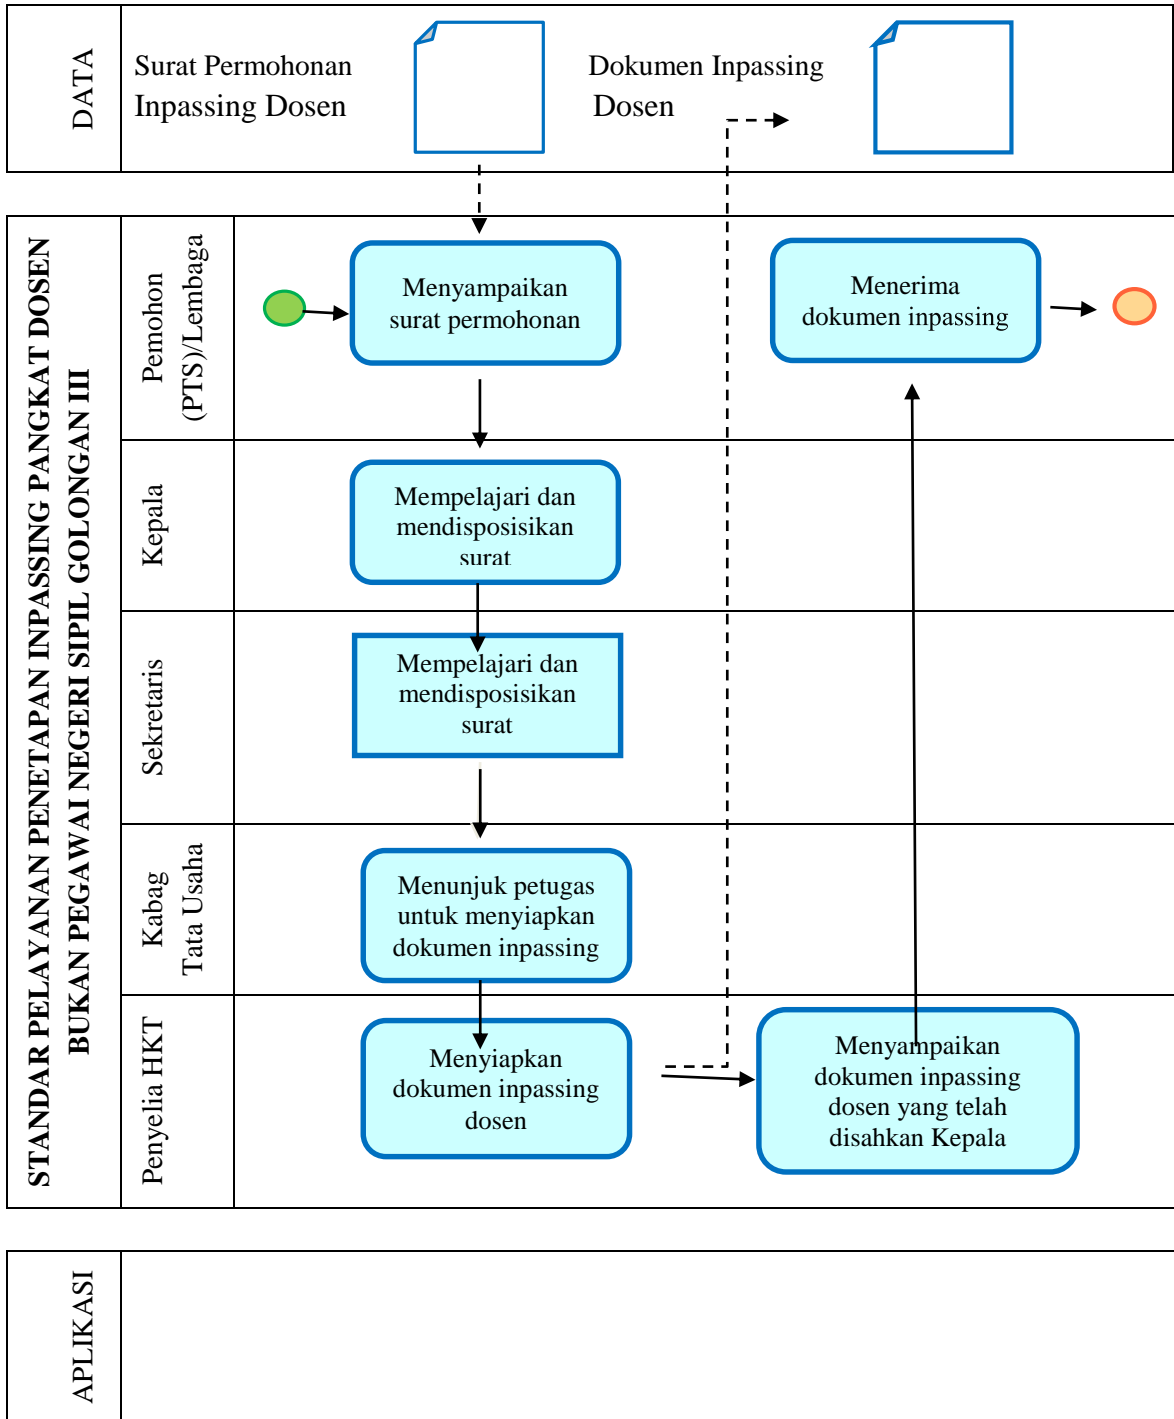 DATA
Surat Permohonan
Inpassing Dosen
Dokumen Inpassing
Dosen
STANDAR PELAYANAN PENETAPAN INPASSING PANGKAT DOSEN
BUKAN PEGAWAI NEGERI SIPIL GOLONGAN III
Pemohon
(PTS)/Lembaga
Menyampaikan
surat permohonan
Menerima
dokumen inpassing
Kepala
Mempelajari dan
mendisposisikan
surat
Sekretaris
Mempelajari dan
mendisposisikan
surat
Kabag
Tata Usaha
Menunjuk petugas
untuk menyiapkan
dokumen inpassing
Penyelia HKT
Menyiapkan
dokumen inpassing
dosen
Menyampaikan
dokumen inpassing
dosen yang telah
disahkan Kepala
APLIKASI